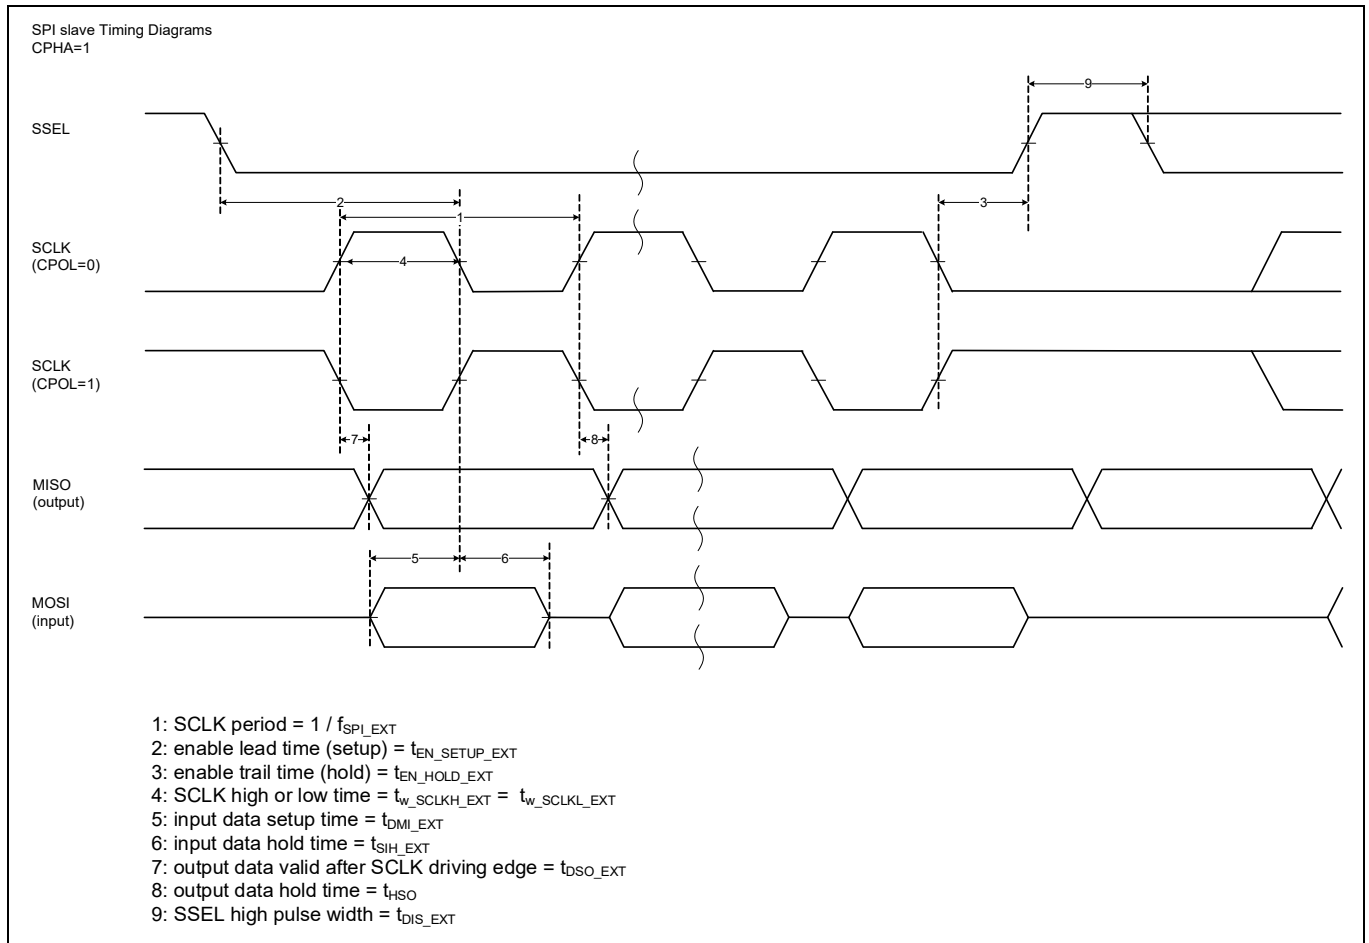 SPI slave Timing Diagrams
CPHA=1
9
SSEL
2
3
1
SCLK
(CPOL=0)
4
SCLK
(CPOL=1)
7
8
MISO
(output)
5
6
MOSI
(input)
1: SCLK period = 1 / fSPI_EXT
2: enable lead time (setup) = tEN_SETUP_EXT
3: enable trail time (hold) = tEN_HOLD_EXT
4: SCLK high or low time = tw_SCLKH_EXT = tw_SCLKL_EXT
5: input data setup time = tDMI_EXT
6: input data hold time = tSIH_EXT
7: output data valid after SCLK driving edge = tDSO_EXT
8: output data hold time = tHSO
9: SSEL high pulse width = tDIS_EXT